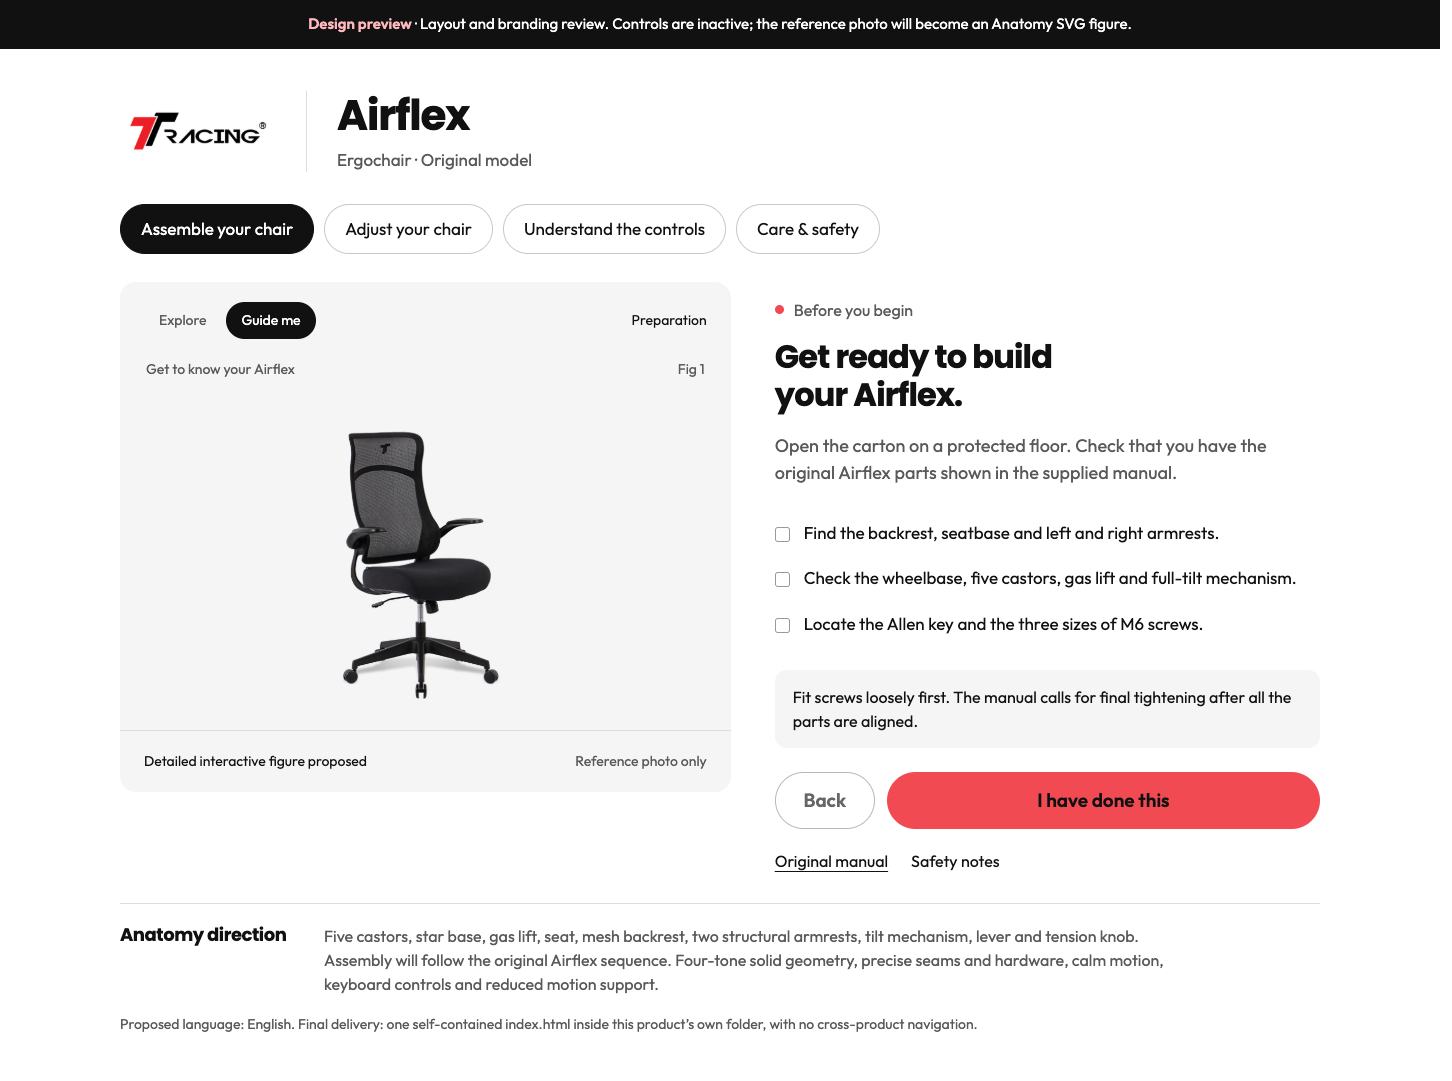 Design preview · Layout and branding review. Controls are inactive; the reference photo will become an Anatomy SVG figure.
TTRACING®
Airflex
Ergochair · Original model
Assemble your chair
Adjust your chair
Understand the controls
Care & safety
Explore
Guide me
Preparation
Get to know your Airflex
Fig 1
Detailed interactive figure proposed
Reference photo only
Before you begin
Get ready to build
your Airflex.
Open the carton on a protected floor. Check that you have the
original Airflex parts shown in the supplied manual.
Find the backrest, seatbase and left and right armrests.
Check the wheelbase, five castors, gas lift and full-tilt mechanism.
Locate the Allen key and the three sizes of M6 screws.
Fit screws loosely first. The manual calls for final tightening after all the
parts are aligned.
Back
I have done this
Original manual
Safety notes
Anatomy direction
Five castors, star base, gas lift, seat, mesh backrest, two structural armrests, tilt mechanism, lever and tension knob.
Assembly will follow the original Airflex sequence. Four-tone solid geometry, precise seams and hardware, calm motion,
keyboard controls and reduced motion support.
Proposed language: English. Final delivery: one self-contained index.html inside this product’s own folder, with no cross-product navigation.